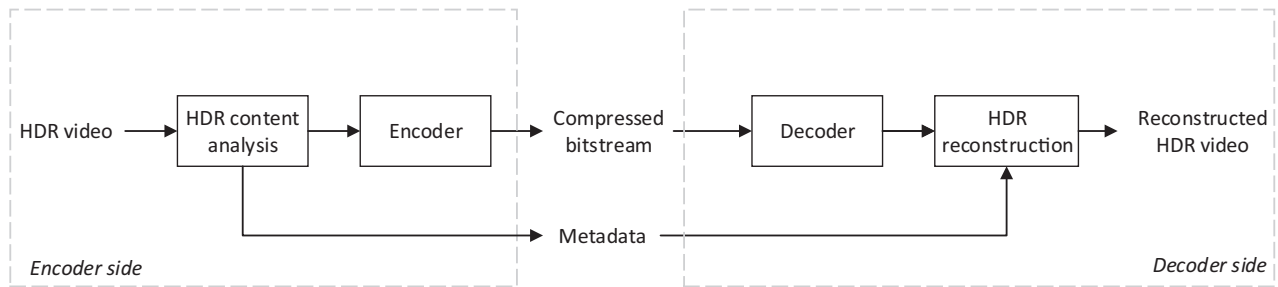 HDR video
HDR content
analysis
Encoder
Compressed
bitstream
Decoder
HDR
reconstruction
Reconstructed
HDR video
Metadata
Encoder side
Decoder side